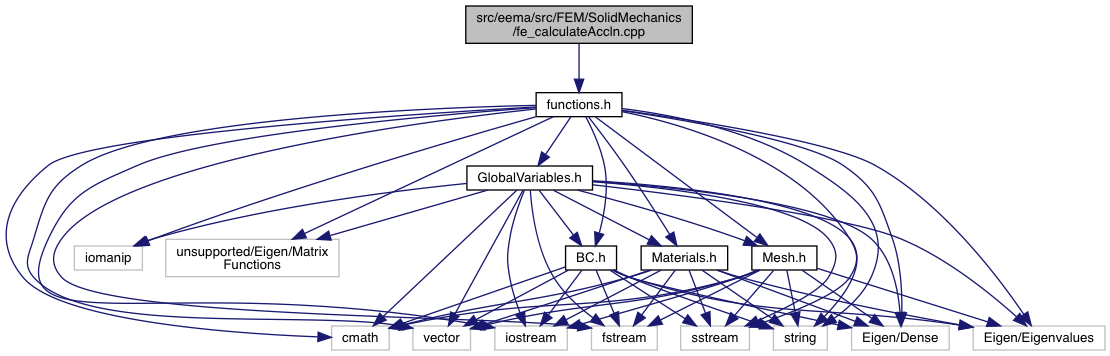 src/eema/src/FEM/SolidMechanics
/fe_calculateAccln.cpp
functions.h
GlobalVariables.h
iomanip
unsupported/Eigen/Matrix
Functions
BC.h
Materials.h
Mesh.h
cmath
vector
iostream
fstream
sstream
string
Eigen/Dense
Eigen/Eigenvalues